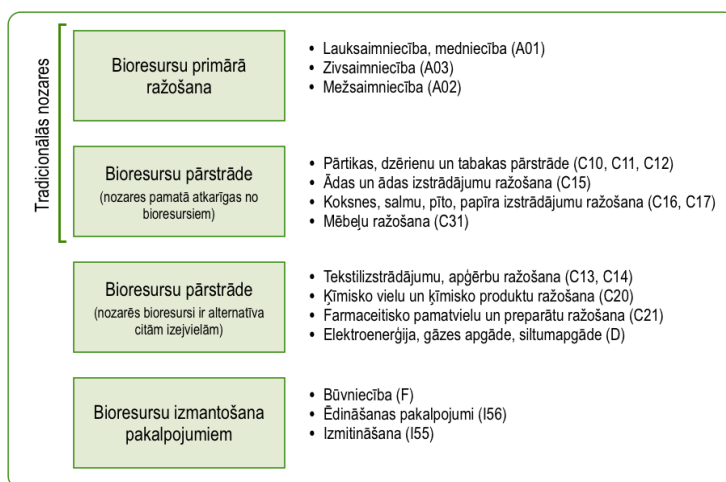 Tradicionālās nozares
Bioresursu primārā
ražošana
• Lauksaimniecība, medniecība (A01)
• Zivsaimniecība (A03)
• Mežsaimniecība (A02)
Bioresursu pārstrāde
(nozares pamatā atkarīgas no
bioresursiem)
• Pārtikas, dzērienu un tabakas pārstrāde (C10, C11, C12)
• Ādas un ādas izstrādājumu ražošana (C15)
• Koksnes, salmu, pīto, papīra izstrādājumu ražošana (C16, C17)
• Mēbeļu ražošana (C31)
Bioresursu pārstrāde
(nozarēs bioresursi ir alternatīva
citām izejvielām)
• Tekstilizstrādājumu, apģērbu ražošana (C13, C14)
• Ķīmisko vielu un ķīmisko produktu ražošana (C20)
• Farmaceitisko pamatvielu un preparātu ražošana (C21)
• Elektroenerģija, gāzes apgāde, siltumapgāde (D)
Bioresursu izmantošana
pakalpojumiem
• Būvniecība (F)
• Ēdināšanas pakalpojumi (I56)
• Izmitināšana (I55)